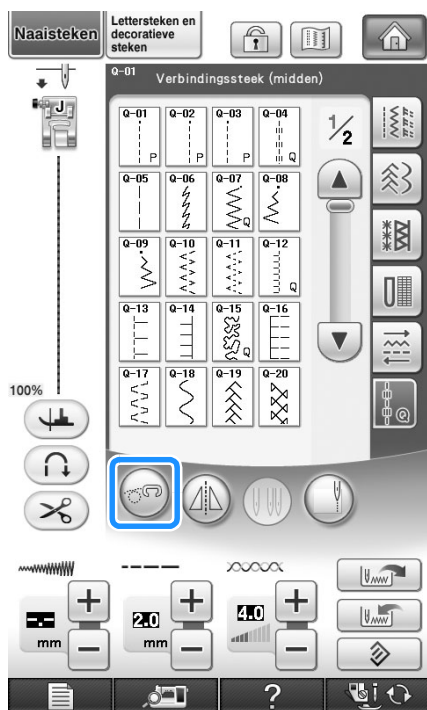 Naaisteken
Lettersteken en
decoratieve
steken
Q-01
Verbindingssteek (midden)
J
Q-01 Q-02 Q-03 Q-04
P P P Q
1/2
Q-05 Q-06 Q-07 Q-08
Q
Q-09 Q-10 Q-11 Q-12
Q
Q-13 Q-14 Q-15 Q-16
Q
Q-17 Q-18 Q-19 Q-20
Q
100%
2.0
4.0
mm
mm
?